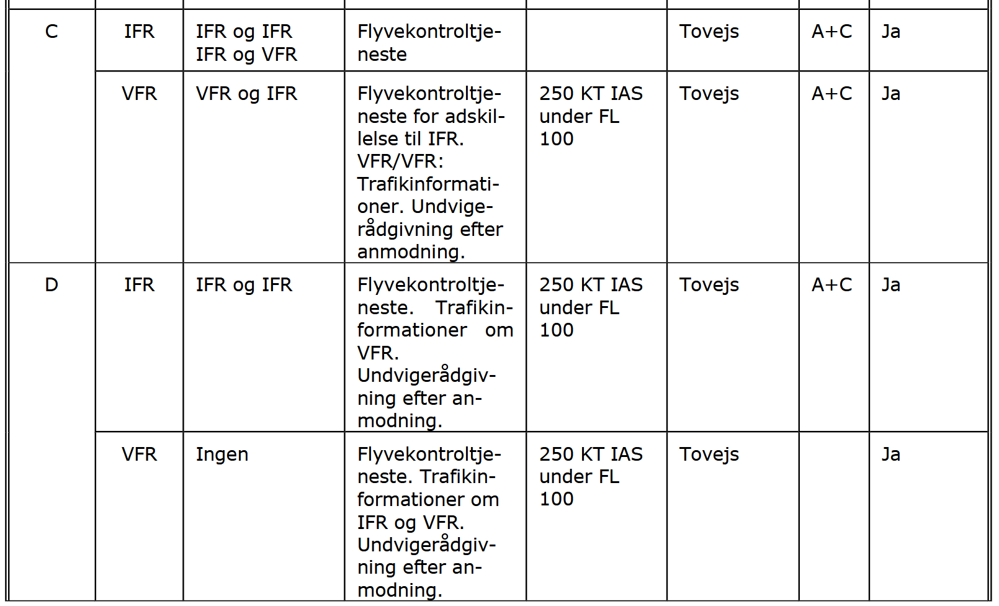 C
IFR
IFR og IFR
IFR og VFR
Flyvekontroltje-
neste
Tovejs
A+C
Ja
VFR
VFR og IFR
Flyvekontroltje-
neste for adskil-
lelse til IFR.
VFR/VFR:
Trafikinformati-
oner. Undvige-
rådgivning efter
anmodning.
250 KT IAS
under FL
100
Tovejs
A+C
Ja
D
IFR
IFR og IFR
Flyvekontroltje-
neste. Trafikin-
formationer om
VFR.
Undvigerådgiv-
ning efter an-
modning.
250 KT IAS
under FL
100
Tovejs
A+C
Ja
VFR
Ingen
Flyvekontroltje-
neste. Trafikin-
formationer om
IFR og VFR.
Undvigerådgiv-
ning efter an-
modning.
250 KT IAS
under FL
100
Tovejs
Ja